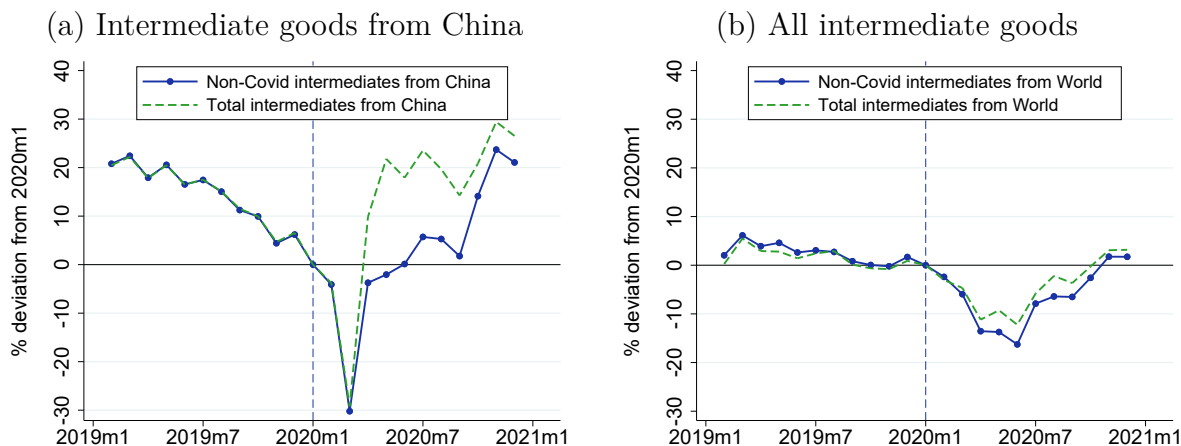 (a) Intermediate goods from China
Non-Covid intermediates from China
Total intermediates from China
% deviation from 2020m1
40
30
20
10
0
-10
-20
-30
2019m1 2019m7 2020m1 2020m7 2021m1
(b) All intermediate goods
Non-Covid intermediates from World
Total intermediates from World
% deviation from 2020m1
40
30
20
10
0
-10
-20
-30
2019m1 2019m7 2020m1 2020m7 2021m1